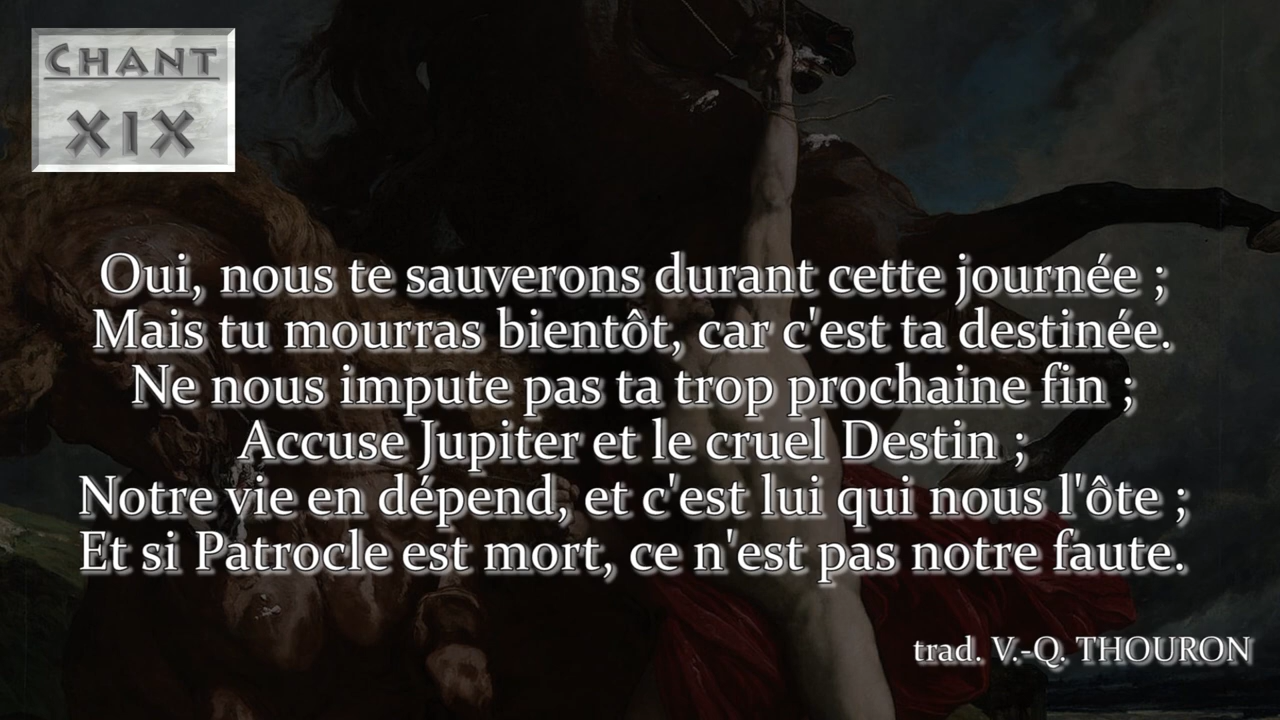 CHANT
XIX
Oui, nous te sauverons durant cette journée ;
Mais tu mourras bientôt, car c'est ta destinée.
Ne nous impute pas ta trop prochaine fin ;
Accuse Jupiter et le cruel Destin ;
Notre vie en dépend, et c'est lui qui nous l'ôte ;
Et si Patrocle est mort, ce n'est pas notre faute.
trad. V.-Q. THOURON